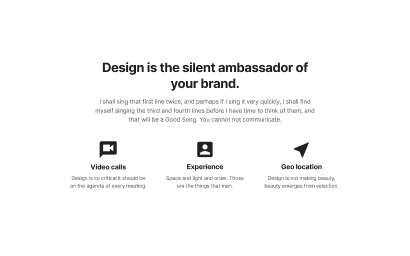 Design is the silent ambassador of
your brand.
I shall sing that first line twice, and perhaps if I sing it very quickly, I shall find
myself singing the third and fourth lines before I have time to think of them, and
that will be a Good Song. You cannot not communicate.
Video calls
Experience
Geo location
Design is so critical it should be
on the agenda of every meeting.
Space and light and order. Those
are the things that men.
Design is not making beauty,
beauty emerges from selection.